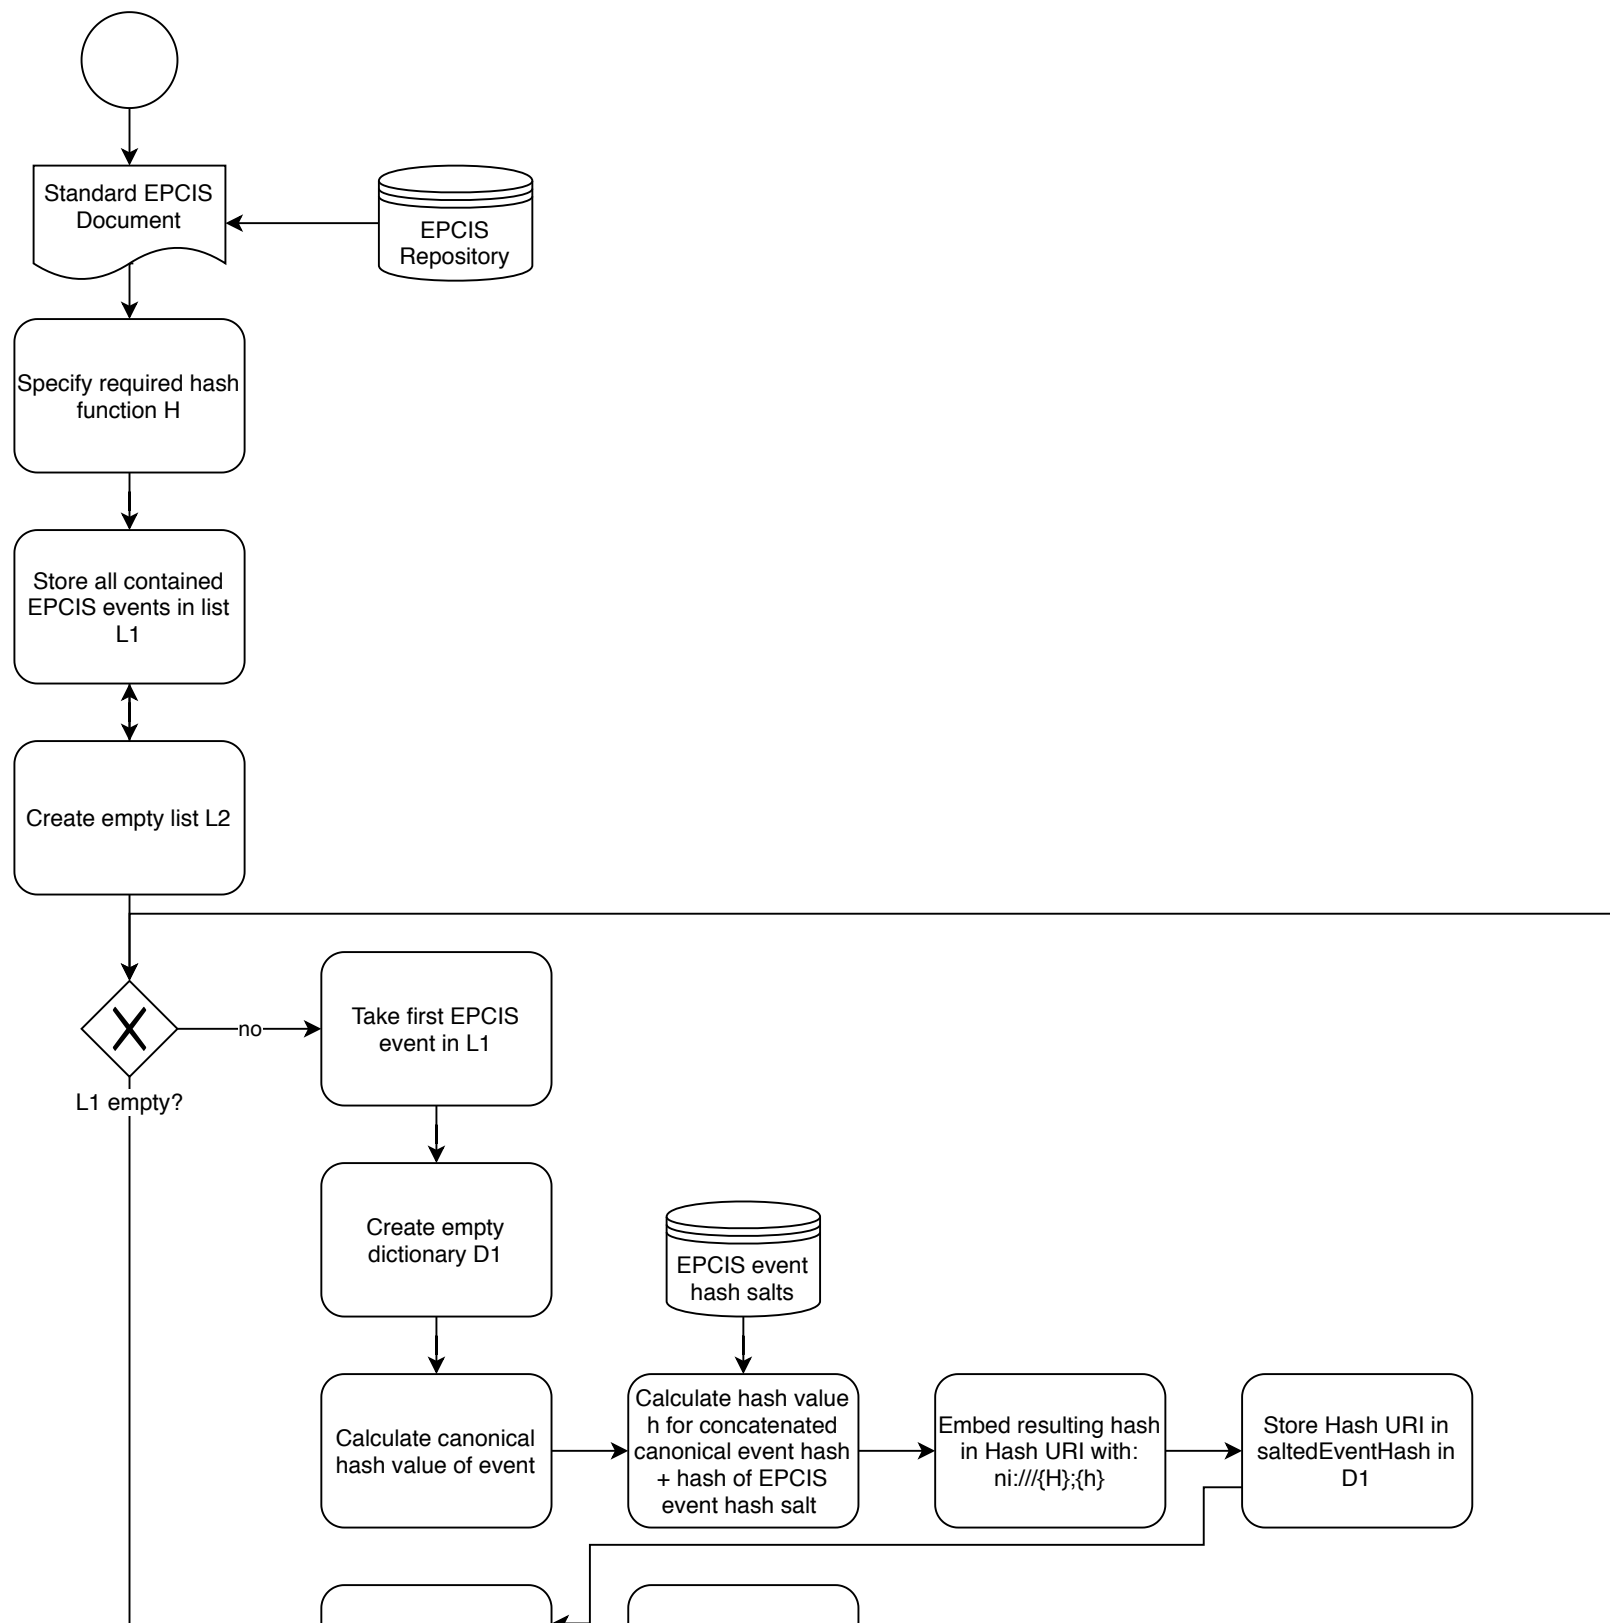 Standard EPCIS
Document
EPCIS
Repository
Specify required hash
function H
Store all contained
EPCIS events in list
L1
Create empty list L2
no
Take first EPCIS
event in L1
L1 empty?
Create empty
dictionary D1
EPCIS event
hash salts
Calculate canonical
hash value of event
Calculate hash value
h for concatenated
canonical event hash
+ hash of EPCIS
event hash salt
Embed resulting hash
in Hash URI with:
ni:///{H};{h}
Store Hash URI in
saltedEventHash in
D1